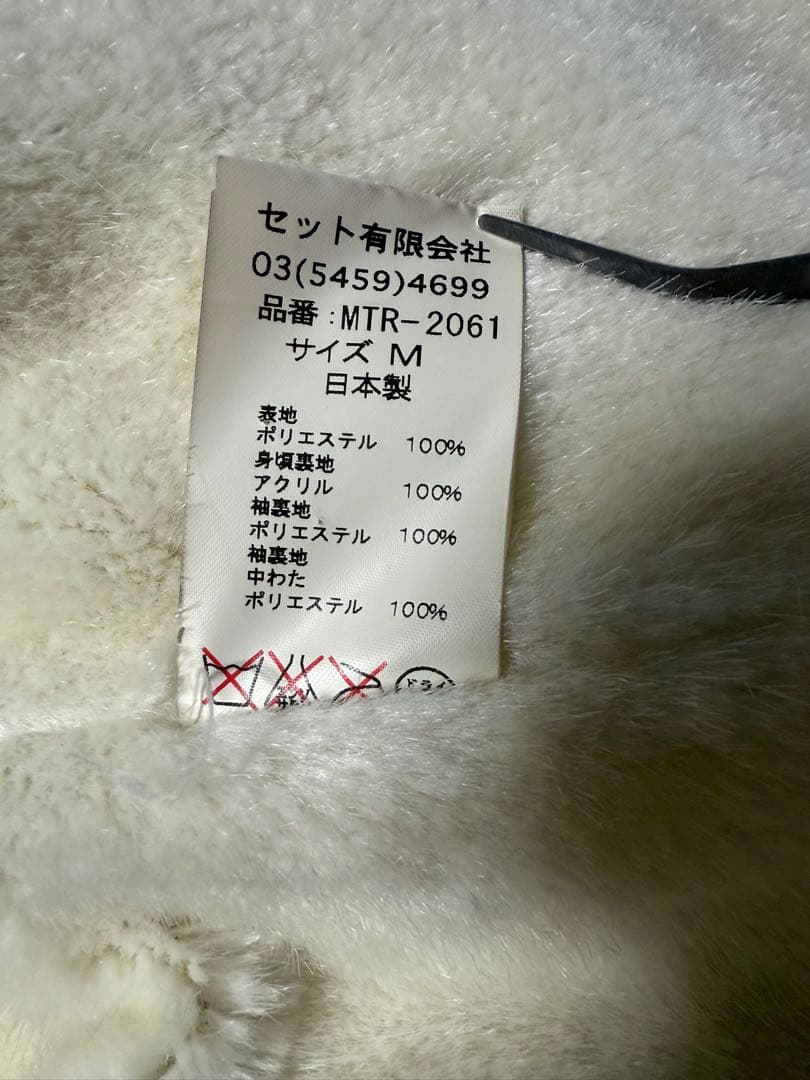 セット有限会社
03(5459)4699
品番:MTR-2061
サイズ M
日本製
表地
ポリエステル 100%
身頃裏地
アクリル 100%
袖裏地
ポリエステル 100%
袖裏地
中わた
ポリエステル 100%
ドライ